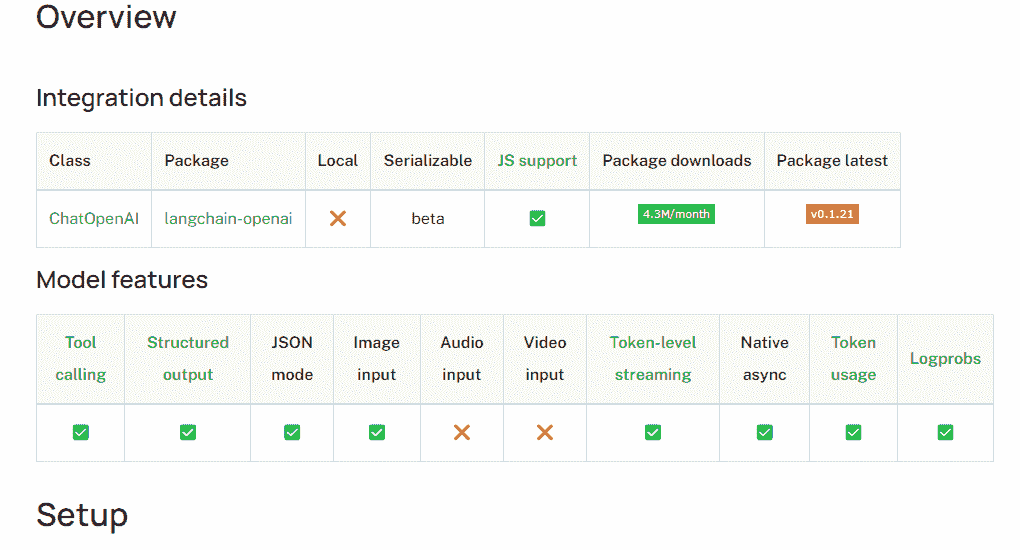 Overview
Integration details
Class Package Local Serializable JS support Package downloads Package latest
ChatOpenAI langchain-openai ❌ beta ✅ 4.3M/month v0.1.21
Model features
Tool calling Structured output JSON mode Image input Audio input Video input Token-level streaming Native async Token usage Logprobs
✅ ✅ ✅ ✅ ❌ ❌ ✅ ✅ ✅ ✅
Setup